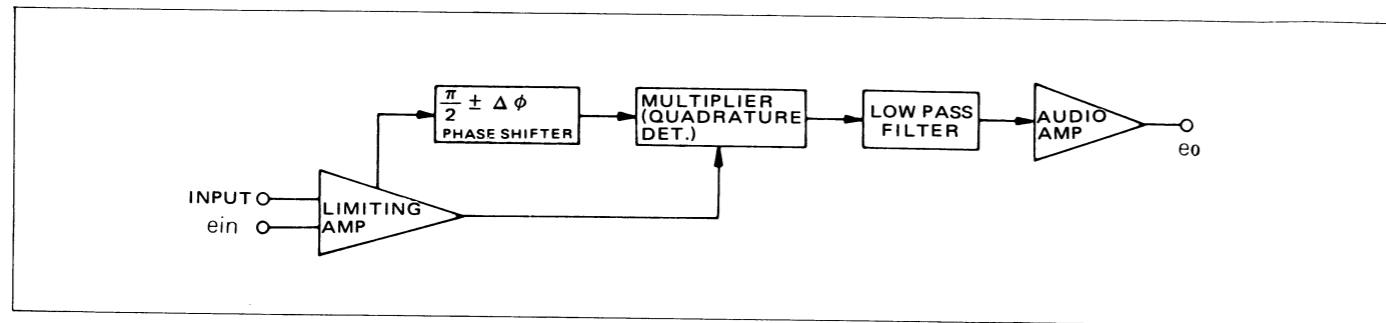 π/2 ± Δφ
PHASE SHIFTER
MULTIPLIER
(QUADRATURE
DET.)
LOW PASS
FILTER
AUDIO
AMP
eo
INPUT
ein
LIMITING
AMP